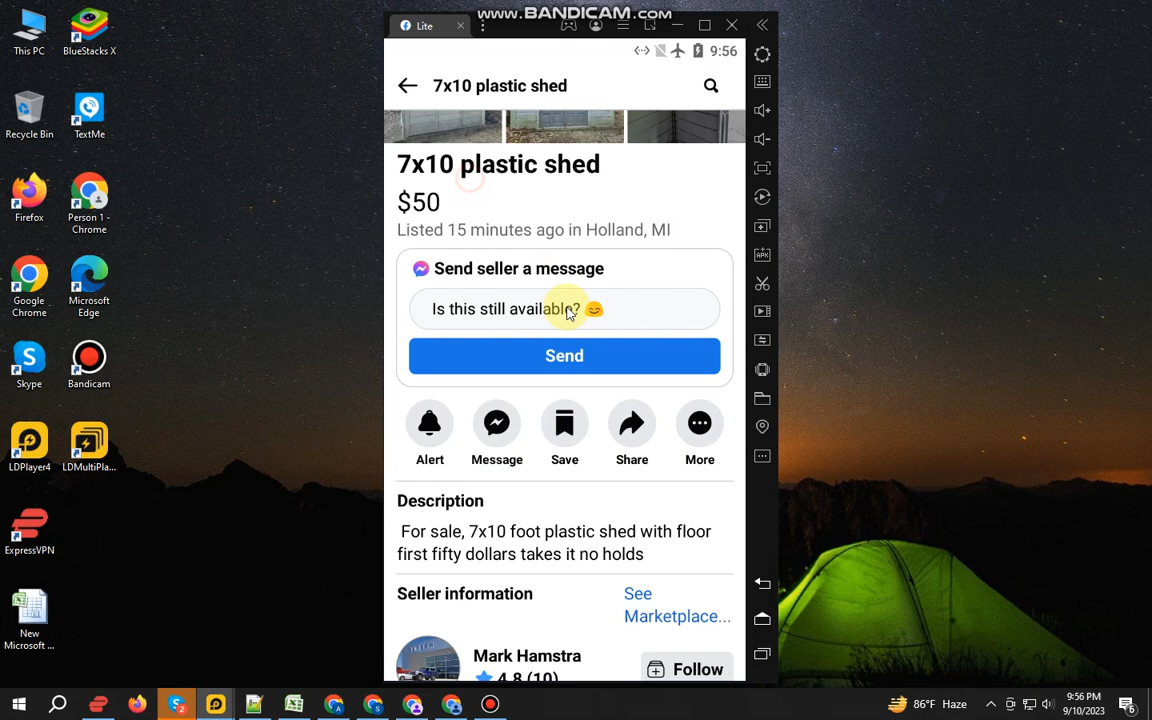 www.BANDICAM.com
This PC
BlueStacks X
Recycle Bin
TextMe
Firefox
Person 1 -
Chrome
Google
Chrome
Microsoft
Edge
Skype
Bandicam
LDPlayer4
LDMultiPla...
ExpressVPN
New
Microsoft ...
Lite
9:56
7x10 plastic shed
7x10 plastic shed
$50
Listed 15 minutes ago in Holland, MI
Send seller a message
Is this still available? 😊
Send
Alert
Message
Save
Share
More
Description
For sale, 7x10 foot plastic shed with floor
first fifty dollars takes it no holds
Seller information
See
Marketplace...
Mark Hamstra
4.8 (10)
Follow
APK
86°F Haze
9:56 PM
9/10/2023